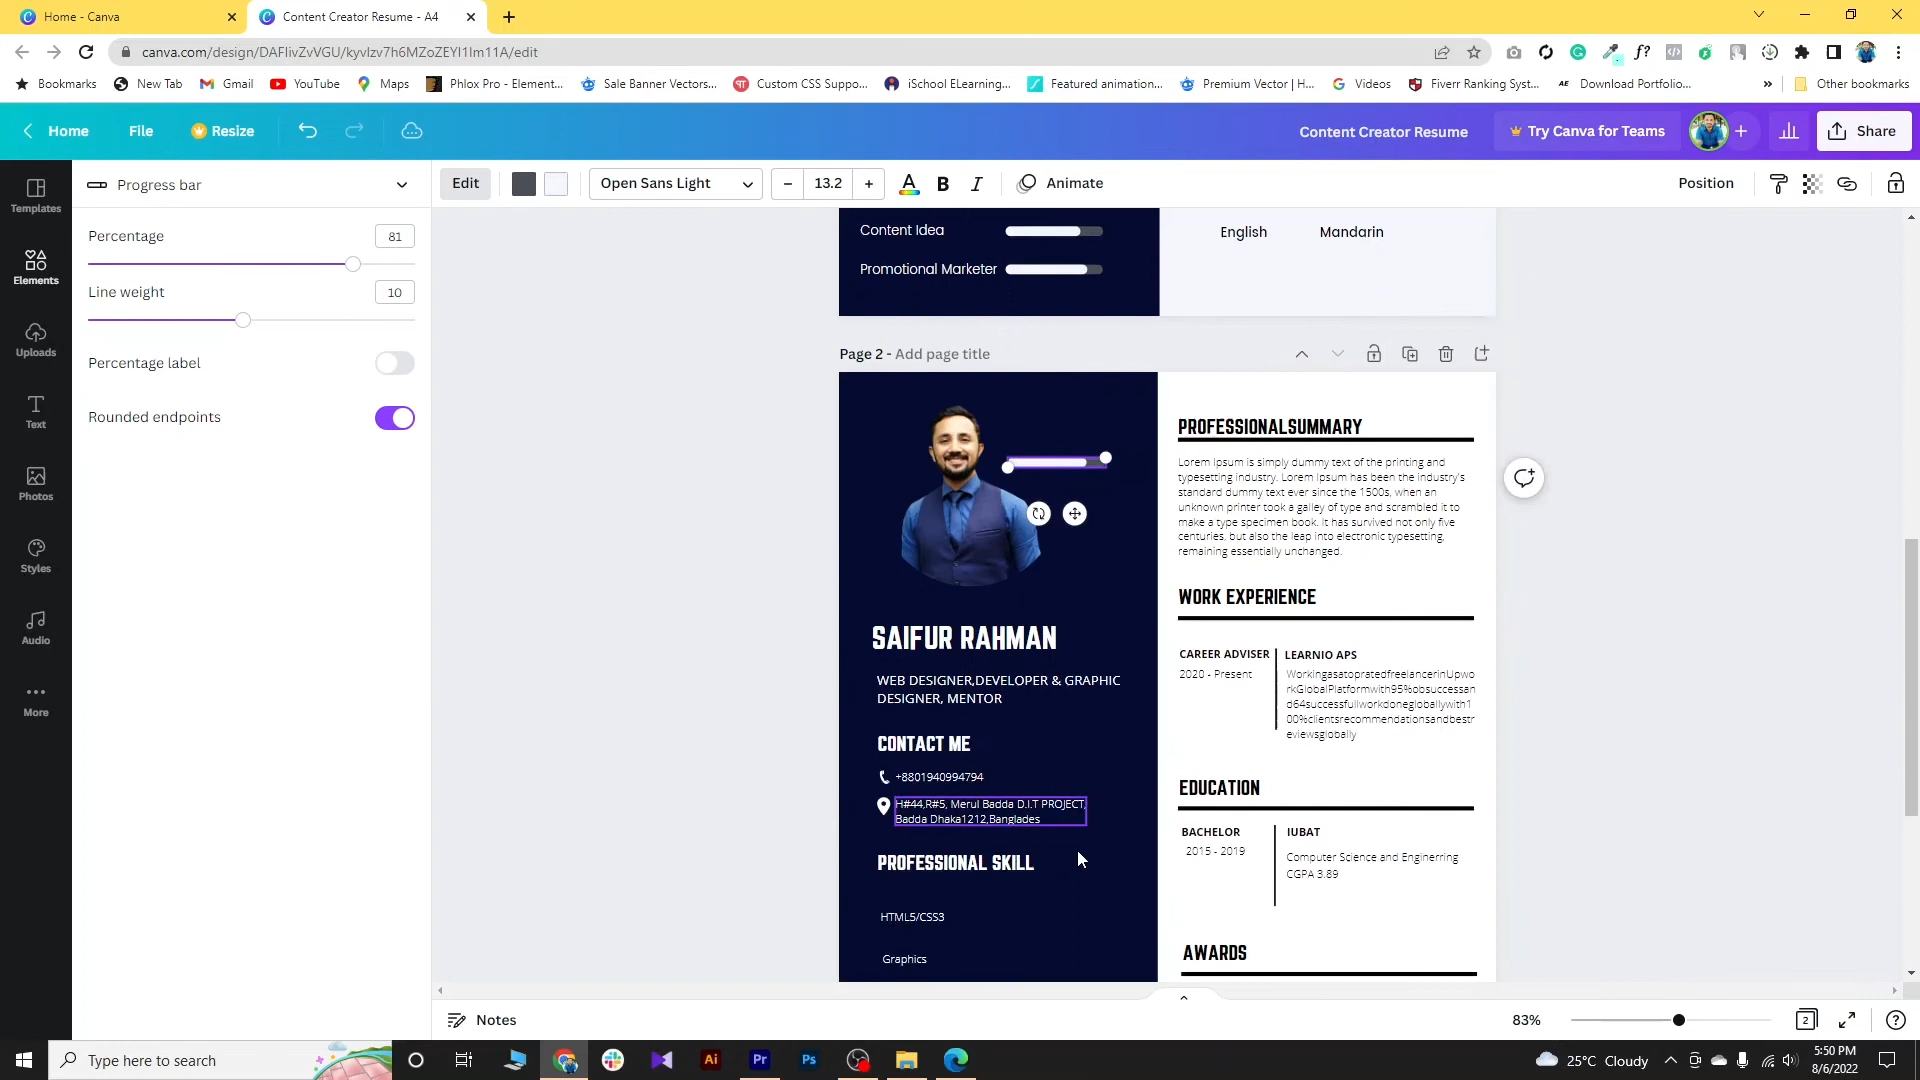 Home - Canva
Content Creator Resume - A4
canva.com/design/DAFIivZvVGU/kyvIzv7h6MZoZEYI1Im11A/edit
Bookmarks
New Tab
Gmail
YouTube
Maps
Phlox Pro - Element...
Sale Banner Vectors...
Custom CSS Suppo...
iSchool ELearning...
Featured animation...
Premium Vector | H...
Videos
Fiverr Ranking Syst...
Download Portfolio...
Other bookmarks
Home
File
Resize
Content Creator Resume
Try Canva for Teams
Share
Templates
Elements
Uploads
Text
Photos
Styles
Audio
More
Progress bar
Percentage
81
Line weight
10
Percentage label
Rounded endpoints
Edit
Open Sans Light
13.2
B
I
Animate
Position
Content Idea
English
Mandarin
Promotional Marketer
Page 2 - Add page title
SAIFUR RAHMAN
WEB DESIGNER,DEVELOPER & GRAPHIC
DESIGNER, MENTOR
CONTACT ME
+8801940994794
H#44,R#5, Merul Badda D.I.T PROJECT,
Badda Dhaka1212,Banglades
PROFESSIONAL SKILL
HTML5/CSS3
Graphics
PROFESSIONALSUMMARY
Lorem Ipsum is simply dummy text of the printing and
typesetting industry. Lorem Ipsum has been the industry's
standard dummy text ever since the 1500s, when an
unknown printer took a galley of type and scrambled it to
make a type specimen book. It has survived not only five
centuries, but also the leap into electronic typesetting,
remaining essentially unchanged.
WORK EXPERIENCE
CAREER ADVISER
2020 - Present
LEARNIO APS
WorkingasatopratedfreelancerinUpwo
rkGlobalPlatformwith95%obsuccessan
d64successfullworkdonegloballywith1
00%clientsrecommendationsandbestr
eviewsglobally
EDUCATION
BACHELOR
2015 - 2019
IUBAT
Computer Science and Enginerring
CGPA 3.89
AWARDS
Notes
83%
2
Type here to search
25°C Cloudy
5:50 PM
8/6/2022